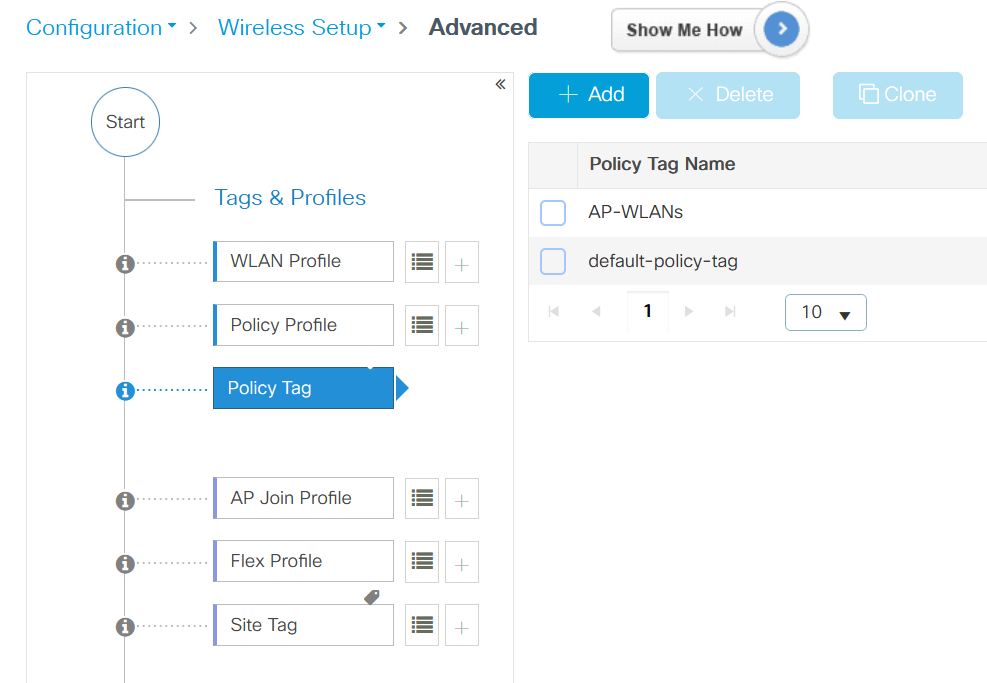 Configuration > Wireless Setup > Advanced
Show Me How
Start
Tags & Profiles
WLAN Profile
Policy Profile
Policy Tag
AP Join Profile
Flex Profile
Site Tag
+ Add
× Delete
Clone
Policy Tag Name
AP-WLANs
default-policy-tag
1
10